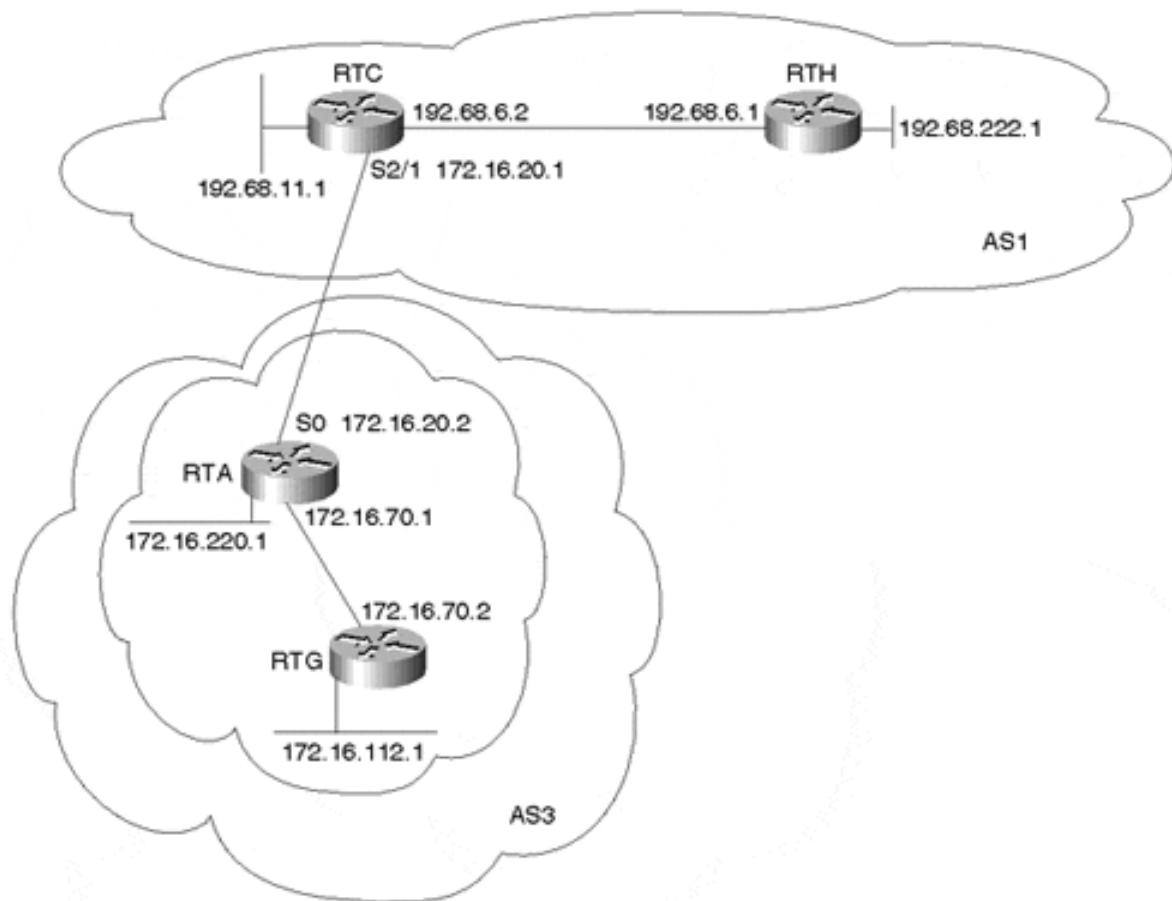 RTC
RTH
192.68.6.2
192.68.6.1
192.68.222.1
S2/1 172.16.20.1
192.68.11.1
AS1
S0 172.16.20.2
RTA
172.16.70.1
172.16.220.1
172.16.70.2
RTG
172.16.112.1
AS3